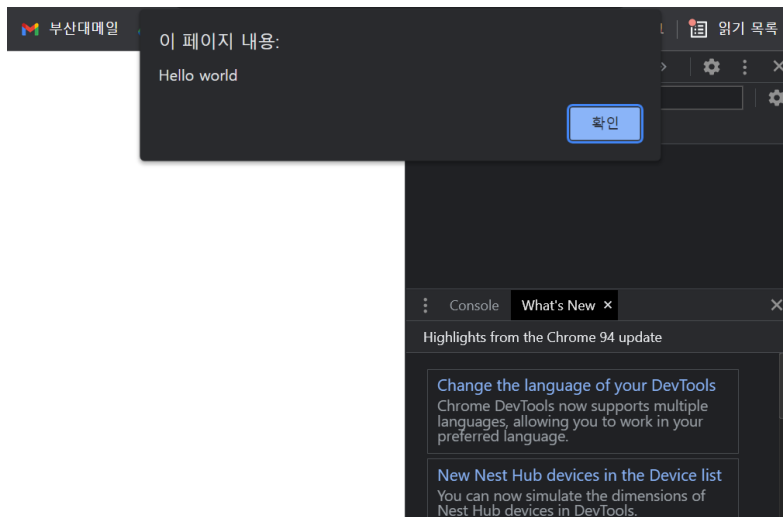 부산대메일
읽기 목록
이 페이지 내용:
Hello world
확인
Console
What's New
Highlights from the Chrome 94 update
Change the language of your DevTools
Chrome DevTools now supports multiple
languages, allowing you to work in your
preferred language.
New Nest Hub devices in the Device list
You can now simulate the dimensions of
Nest Hub devices in DevTools.